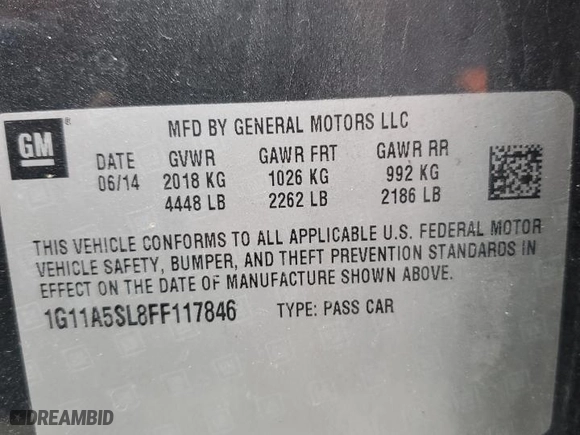 GM ®
MFD BY GENERAL MOTORS LLC
DATE GVWR GAWR FRT GAWR RR
06/14 2018 KG 1026 KG 992 KG
4448 LB 2262 LB 2186 LB
THIS VEHICLE CONFORMS TO ALL APPLICABLE U.S. FEDERAL MOTOR
VEHICLE SAFETY, BUMPER, AND THEFT PREVENTION STANDARDS IN
EFFECT ON THE DATE OF MANUFACTURE SHOWN ABOVE.
1G11A5SL8FF117846 TYPE: PASS CAR
DREAMBID